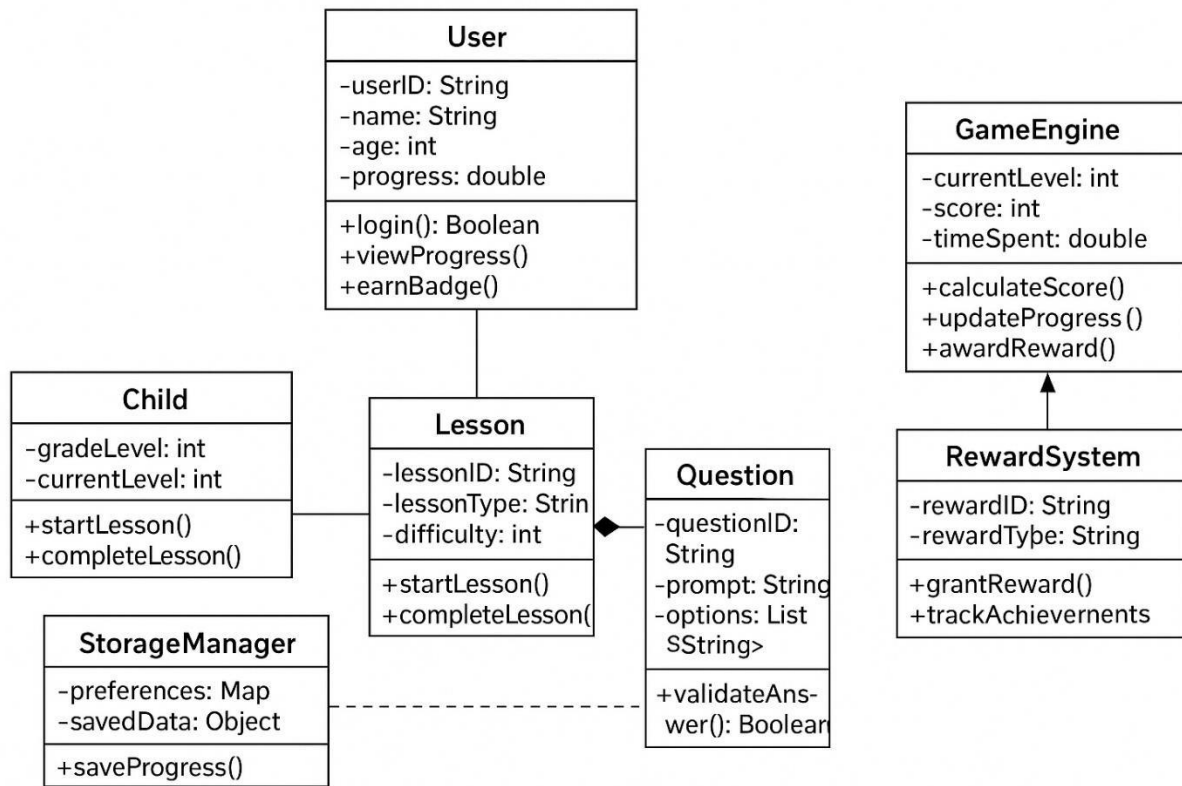 User
-userID: String
-name: String
-age: int
-progress: double
+login(): Boolean
+viewProgress()
+earnBadge()
GameEngine
-currentLevel: int
-score: int
-timeSpent: double
+calculateScore()
+updateProgress()
+awardReward()
Child
-gradeLevel: int
-currentLevel: int
+startLesson()
+completeLesson()
Lesson
-lessonID: String
-lessonType: Strin
-difficulty: int
+startLesson()
+completeLesson(
Question
-questionID:
String
-prompt: String
-options: List
SString>
+validateAns-
wer(): Boolean
RewardSystem
-rewardID: String
-rewardType: String
+grantReward()
+trackAchievernents
StorageManager
-preferences: Map
-savedData: Object
+saveProgress()